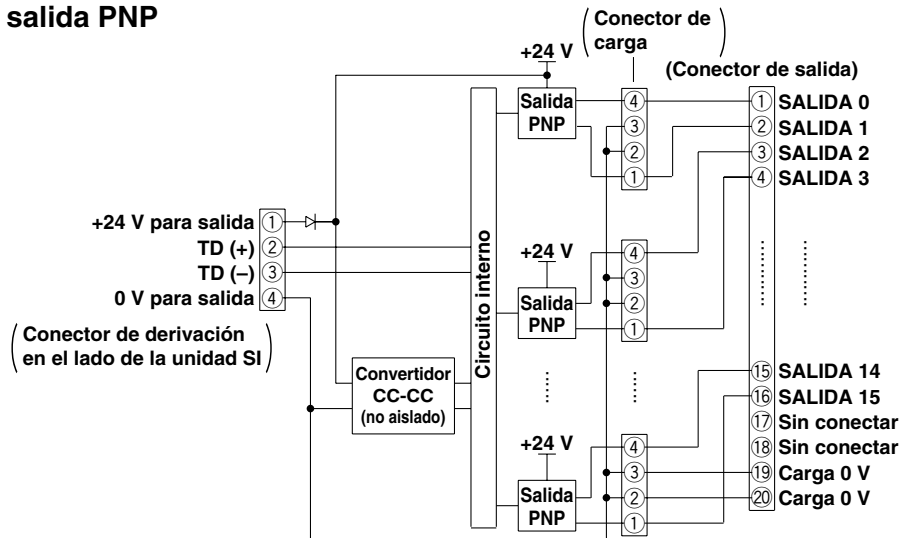 salida PNP
(Conector de
carga)
(Conector de salida)
+24 V
Salida
PNP
4
3
2
1
1 SALIDA 0
2 SALIDA 1
3 SALIDA 2
4 SALIDA 3
+24 V para salida 1
TD (+) 2
TD (–) 3
0 V para salida 4
(Conector de derivación
en el lado de la unidad SI)
Convertidor
CC-CC
(no aislado)
Circuito interno
+24 V
Salida
PNP
4
3
2
1
+24 V
Salida
PNP
4
3
2
1
15 SALIDA 14
16 SALIDA 15
17 Sin conectar
18 Sin conectar
19 Carga 0 V
20 Carga 0 V